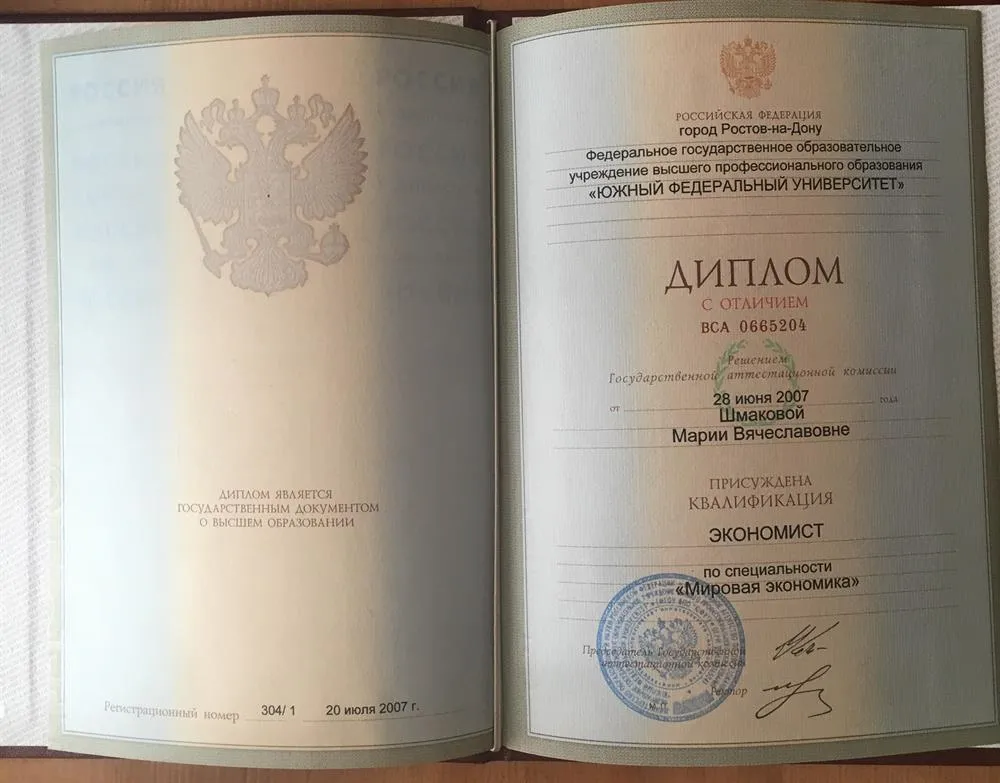 ДИПЛОМ ЯВЛЯЕТСЯ
ГОСУДАРСТВЕННЫМ ДОКУМЕНТОМ
О ВЫСШЕМ ОБРАЗОВАНИИ
Регистрационный номер 304/ 1 20 июля 2007 г.
РОССИЙСКАЯ ФЕДЕРАЦИЯ
город Ростов-на-Дону
Федеральное государственное образовательное
учреждение высшего профессионального образования
«ЮЖНЫЙ ФЕДЕРАЛЬНЫЙ УНИВЕРСИТЕТ»
ДИПЛОМ
С ОТЛИЧИЕМ
ВСА 0665204
Решением
Государственной аттестационной комиссии
от 28 июня 2007 года
Шмаковой
Марии Вячеславовне
ПРИСУЖДЕНА
КВАЛИФИКАЦИЯ
ЭКОНОМИСТ
по специальности
«Мировая экономика»
Председатель Государственной
аттестационной комиссии
Ректор
М.П.